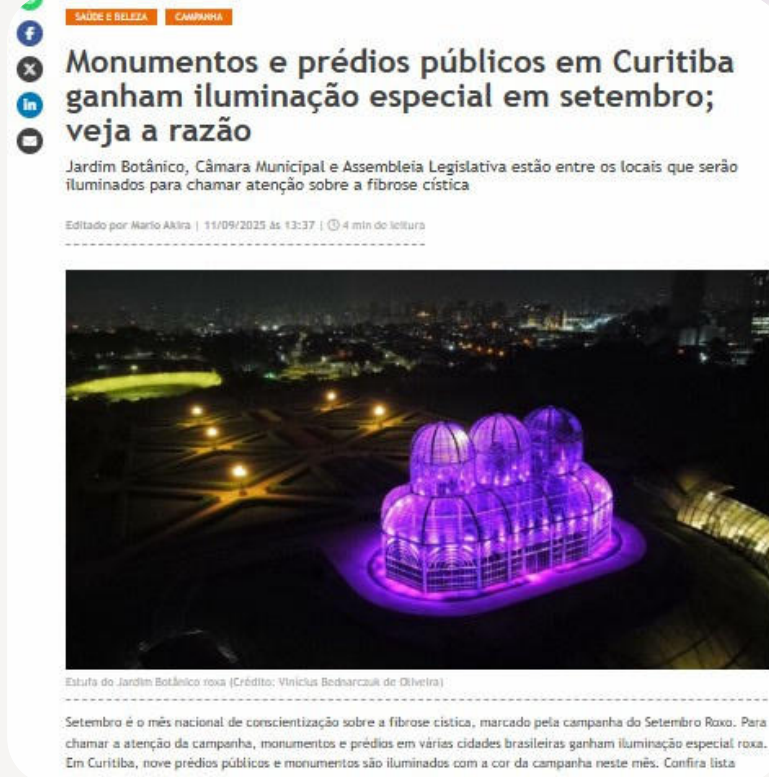 SAÚDE E BELEZA CAMPANHA
Monumentos e prédios públicos em Curitiba
ganham iluminação especial em setembro;
veja a razão
Jardim Botânico, Câmara Municipal e Assembleia Legislativa estão entre os locais que serão
iluminados para chamar atenção sobre a fibrose cística
Editado por Mario Akira | 11/09/2025 às 13:37 | 4 min de leitura
Estufa do Jardim Botânico roxa (Crédito: Vinicius Bednarczuk de Oliveira)
Setembro é o mês nacional de conscientização sobre a fibrose cística, marcado pela campanha do Setembro Roxo. Para
chamar a atenção da campanha, monumentos e prédios em várias cidades brasileiras ganham iluminação especial roxa.
Em Curitiba, nove prédios públicos e monumentos são iluminados com a cor da campanha neste mês. Confira lista